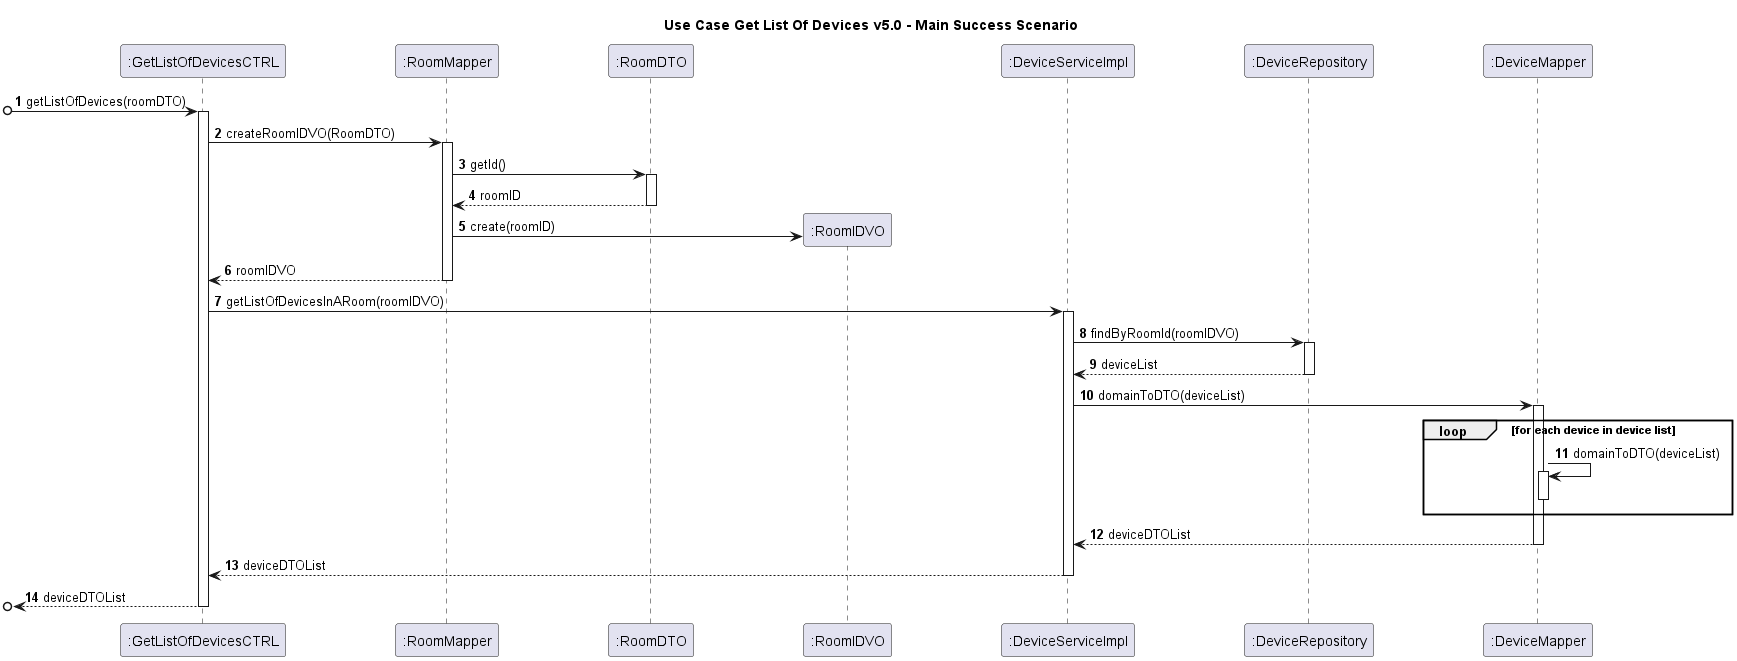 Use Case Get List Of Devices v5.0 - Main Success Scenario
:GetListOfDevicesCTRL
:RoomMapper
:RoomDTO
:DeviceServiceImpl
:DeviceRepository
:DeviceMapper
1 getListOfDevices(roomDTO)
2 createRoomIDVO(RoomDTO)
3 getId()
4 roomID
5 create(roomID)
:RoomIDVO
6 roomIDVO
7 getListOfDevicesInARoom(roomIDVO)
8 findByRoomId(roomIDVO)
9 deviceList
10 domainToDTO(deviceList)
loop [for each device in device list]
11 domainToDTO(deviceList)
12 deviceDTOList
13 deviceDTOList
14 deviceDTOList
:GetListOfDevicesCTRL
:RoomMapper
:RoomDTO
:RoomIDVO
:DeviceServiceImpl
:DeviceRepository
:DeviceMapper